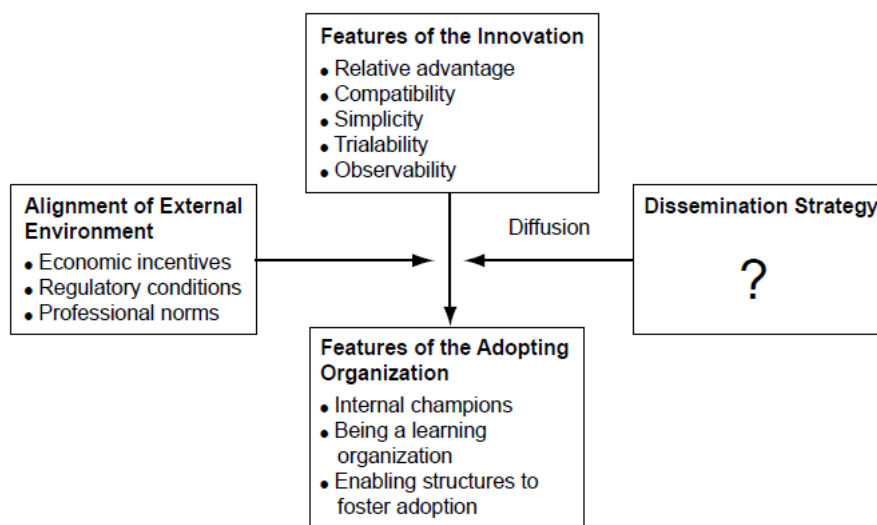 Features of the Innovation
• Relative advantage
• Compatibility
• Simplicity
• Trialability
• Observability
Alignment of External
Environment
• Economic incentives
• Regulatory conditions
• Professional norms
Diffusion
Dissemination Strategy
?
Features of the Adopting
Organization
• Internal champions
• Being a learning
organization
• Enabling structures to
foster adoption